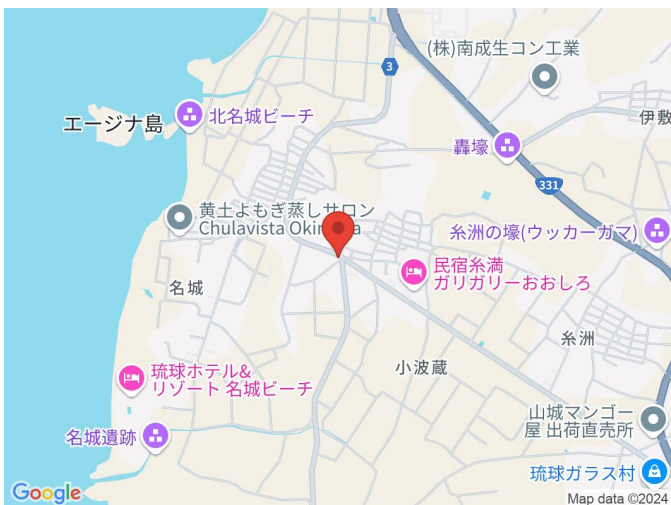 (株)南成生コン工業
3
伊敷
エージナ島
北名城ビーチ
轟壕
331
黄土よもぎ蒸しサロン
Chulavista Okinawa
糸洲の壕(ウッカーガマ)
民宿糸満
ガリガリーおおしろ
名城
糸洲
小波蔵
琉球ホテル&
リゾート 名城ビーチ
山城マンゴー
屋 出荷直売所
名城遺跡
琉球ガラス村
Google
Map data ©2024